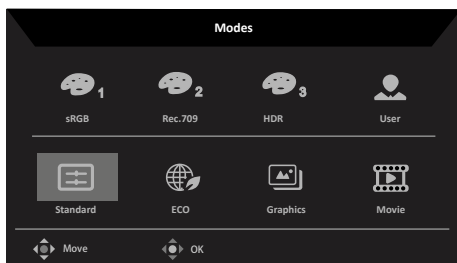 Modes
1 2 3
sRGB Rec.709 HDR User
Standard ECO Graphics Movie
Move OK